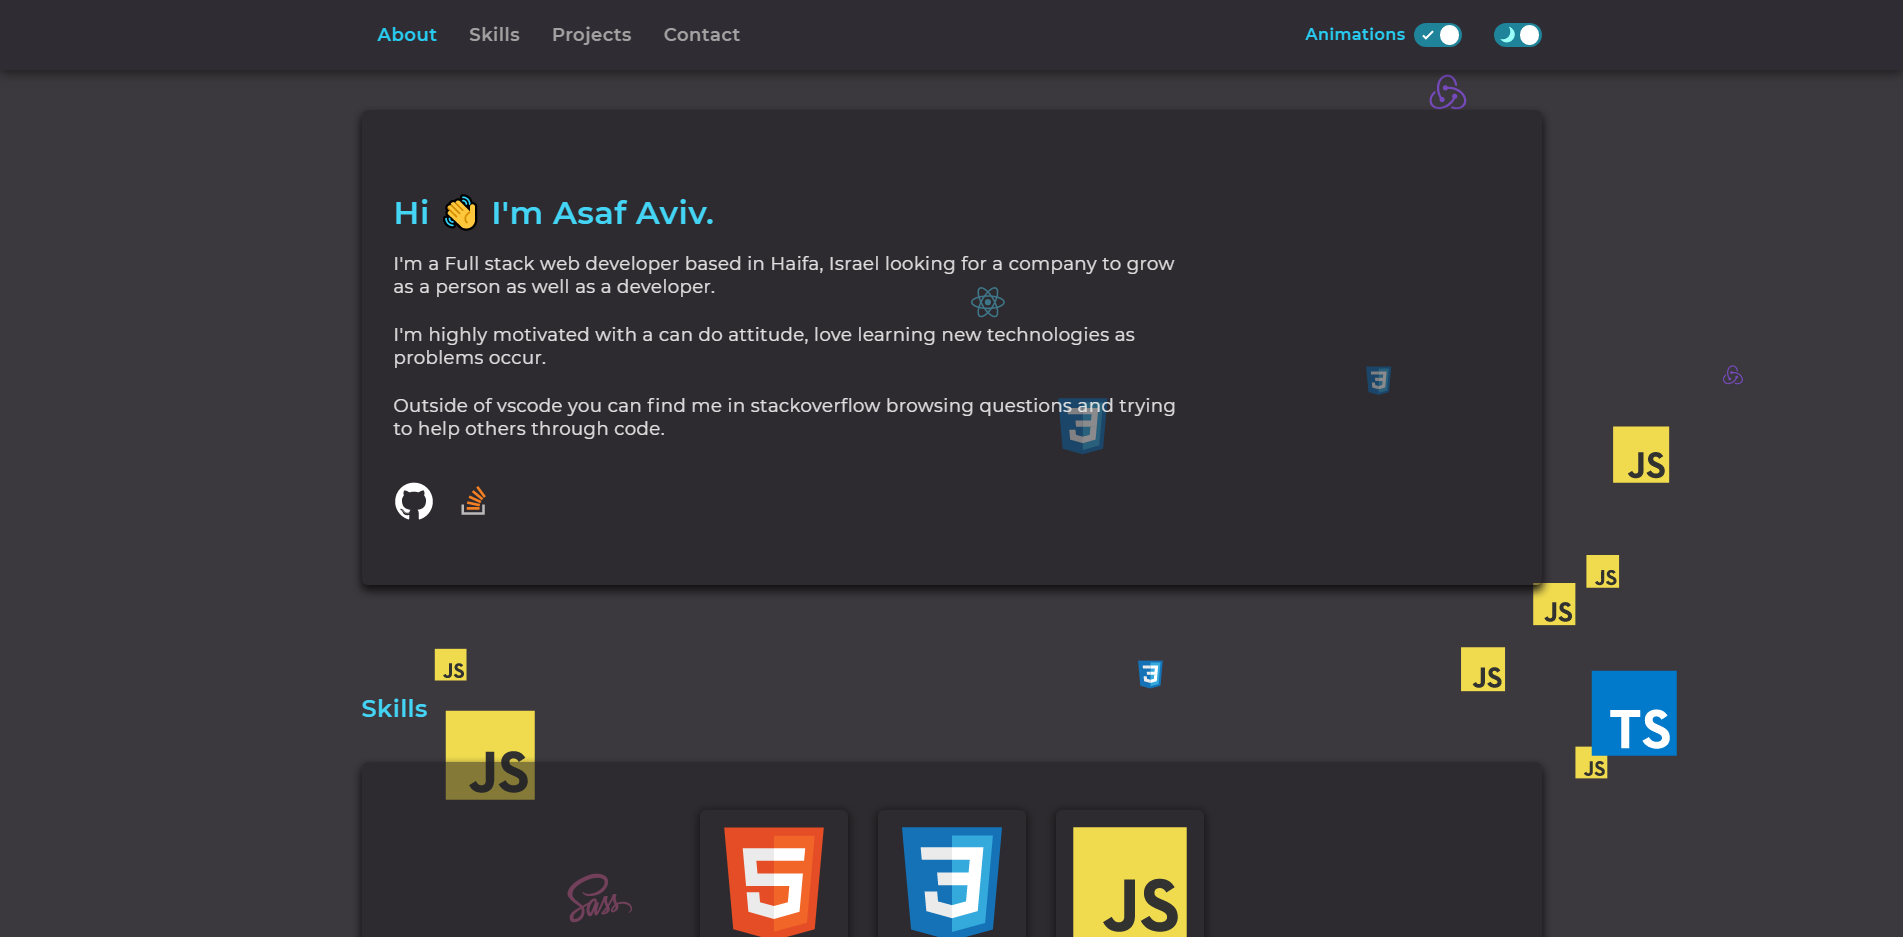 About Skills Projects Contact Animations
Hi 👋 I'm Asaf Aviv.
I'm a Full stack web developer based in Haifa, Israel looking for a company to grow
as a person as well as a developer.
I'm highly motivated with a can do attitude, love learning new technologies as
problems occur.
Outside of vscode you can find me in stackoverflow browsing questions and trying
to help others through code.
JS
JS
JS
JS
JS
TS
JS
Skills
JS
Sass
5
3
JS